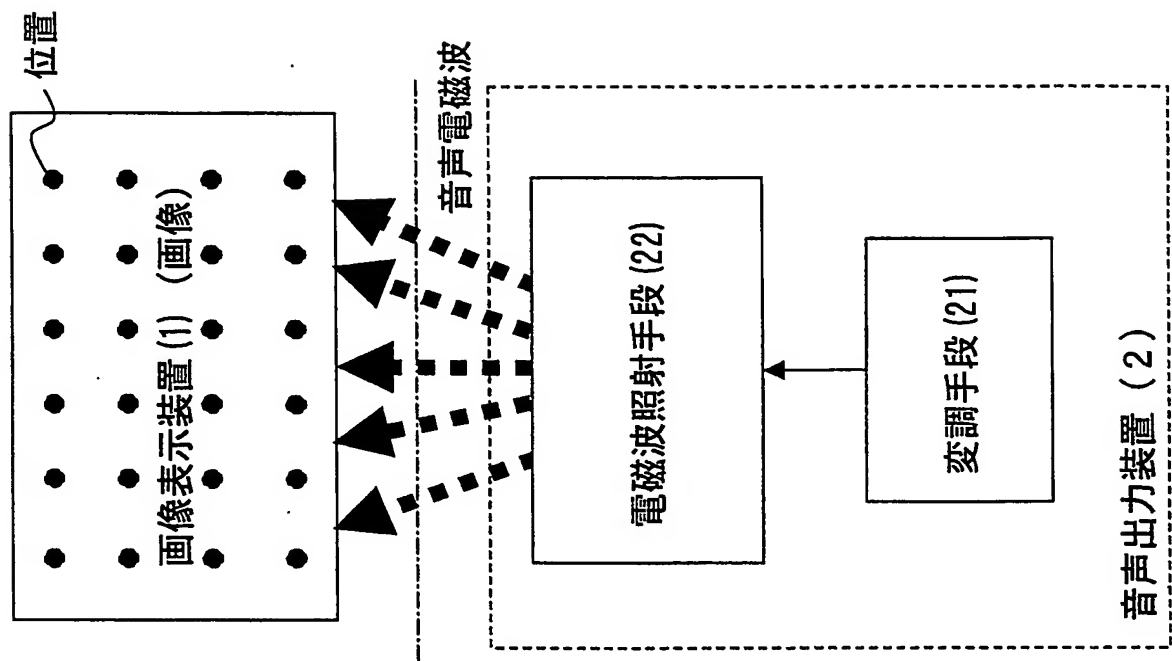 位置
画像表示装置(1) (画像)
音声電磁波
電磁波照射手段(22)
変調手段(21)
音声出力装置(2)